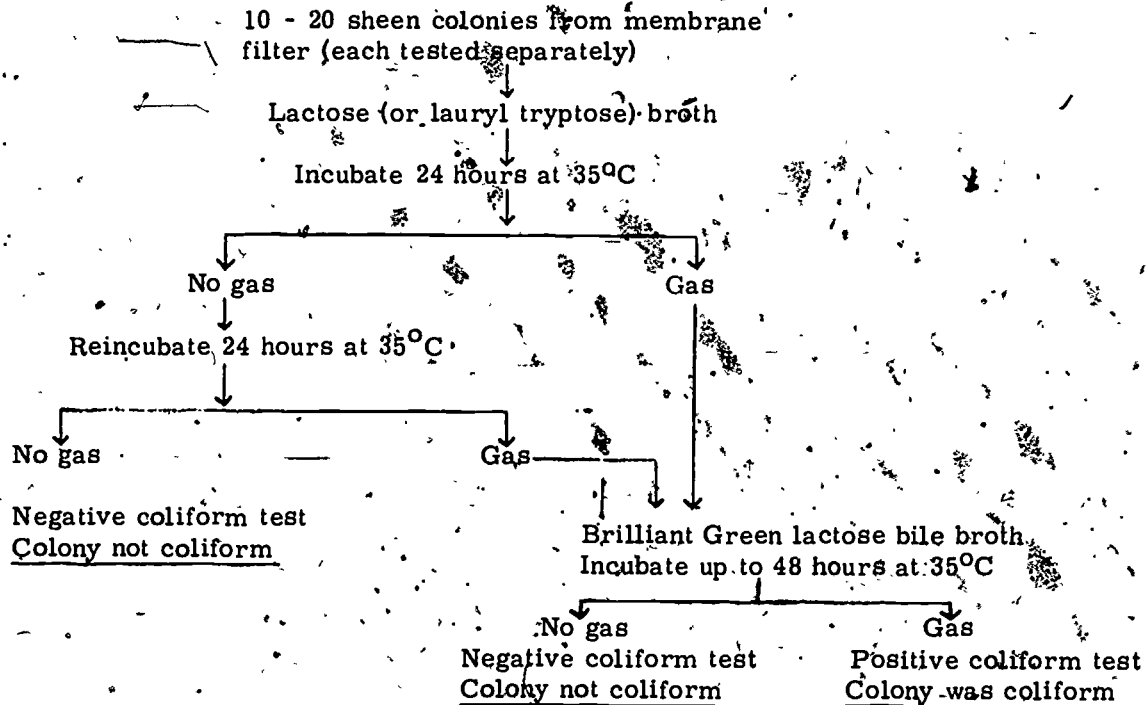 10 - 20 sheen colonies from membrane
filter (each tested separately)
Lactose (or lauryl tryptose) broth
Incubate 24 hours at 35°C
No gas
Gas
Reincubate 24 hours at 35°C
No gas
Gas
Negative coliform test
Colony not coliform
Brilliant Green lactose bile broth
Incubate up to 48 hours at 35°C
No gas
Gas
Negative coliform test
Positive coliform test
Colony not coliform
Colony was coliform